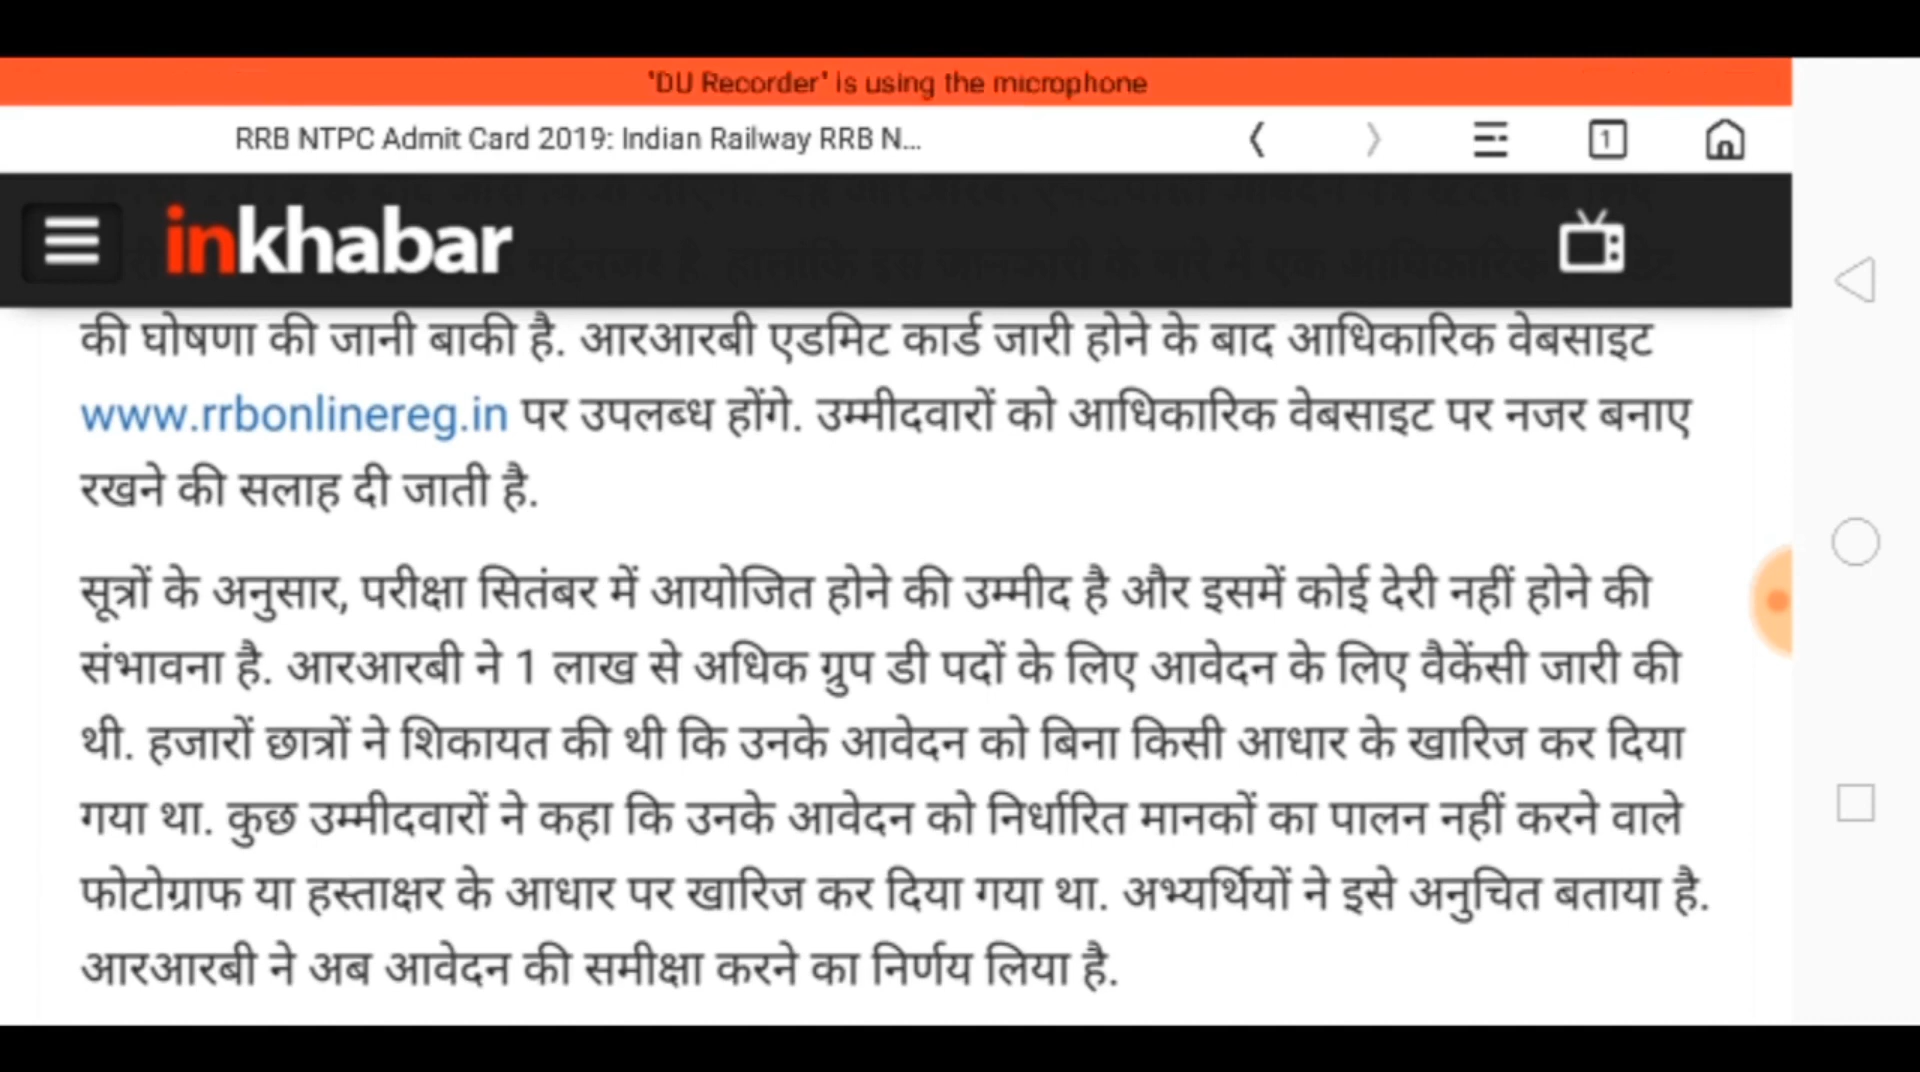 'DU Recorder' is using the microphone
RRB NTPC Admit Card 2019: Indian Railway RRB N...
1
inkhabar
की घोषणा की जानी बाकी है. आरआरबी एडमिट कार्ड जारी होने के बाद आधिकारिक वेबसाइट
www.rrbonlinereg.in पर उपलब्ध होंगे. उम्मीदवारों को आधिकारिक वेबसाइट पर नजर बनाए
रखने की सलाह दी जाती है.
सूत्रों के अनुसार, परीक्षा सितंबर में आयोजित होने की उम्मीद है और इसमें कोई देरी नहीं होने की
संभावना है. आरआरबी ने 1 लाख से अधिक ग्रुप डी पदों के लिए आवेदन के लिए वैकेंसी जारी की
थी. हजारों छात्रों ने शिकायत की थी कि उनके आवेदन को बिना किसी आधार के खारिज कर दिया
गया था. कुछ उम्मीदवारों ने कहा कि उनके आवेदन को निर्धारित मानकों का पालन नहीं करने वाले
फोटोग्राफ या हस्ताक्षर के आधार पर खारिज कर दिया गया था. अभ्यर्थियों ने इसे अनुचित बताया है.
आरआरबी ने अब आवेदन की समीक्षा करने का निर्णय लिया है.